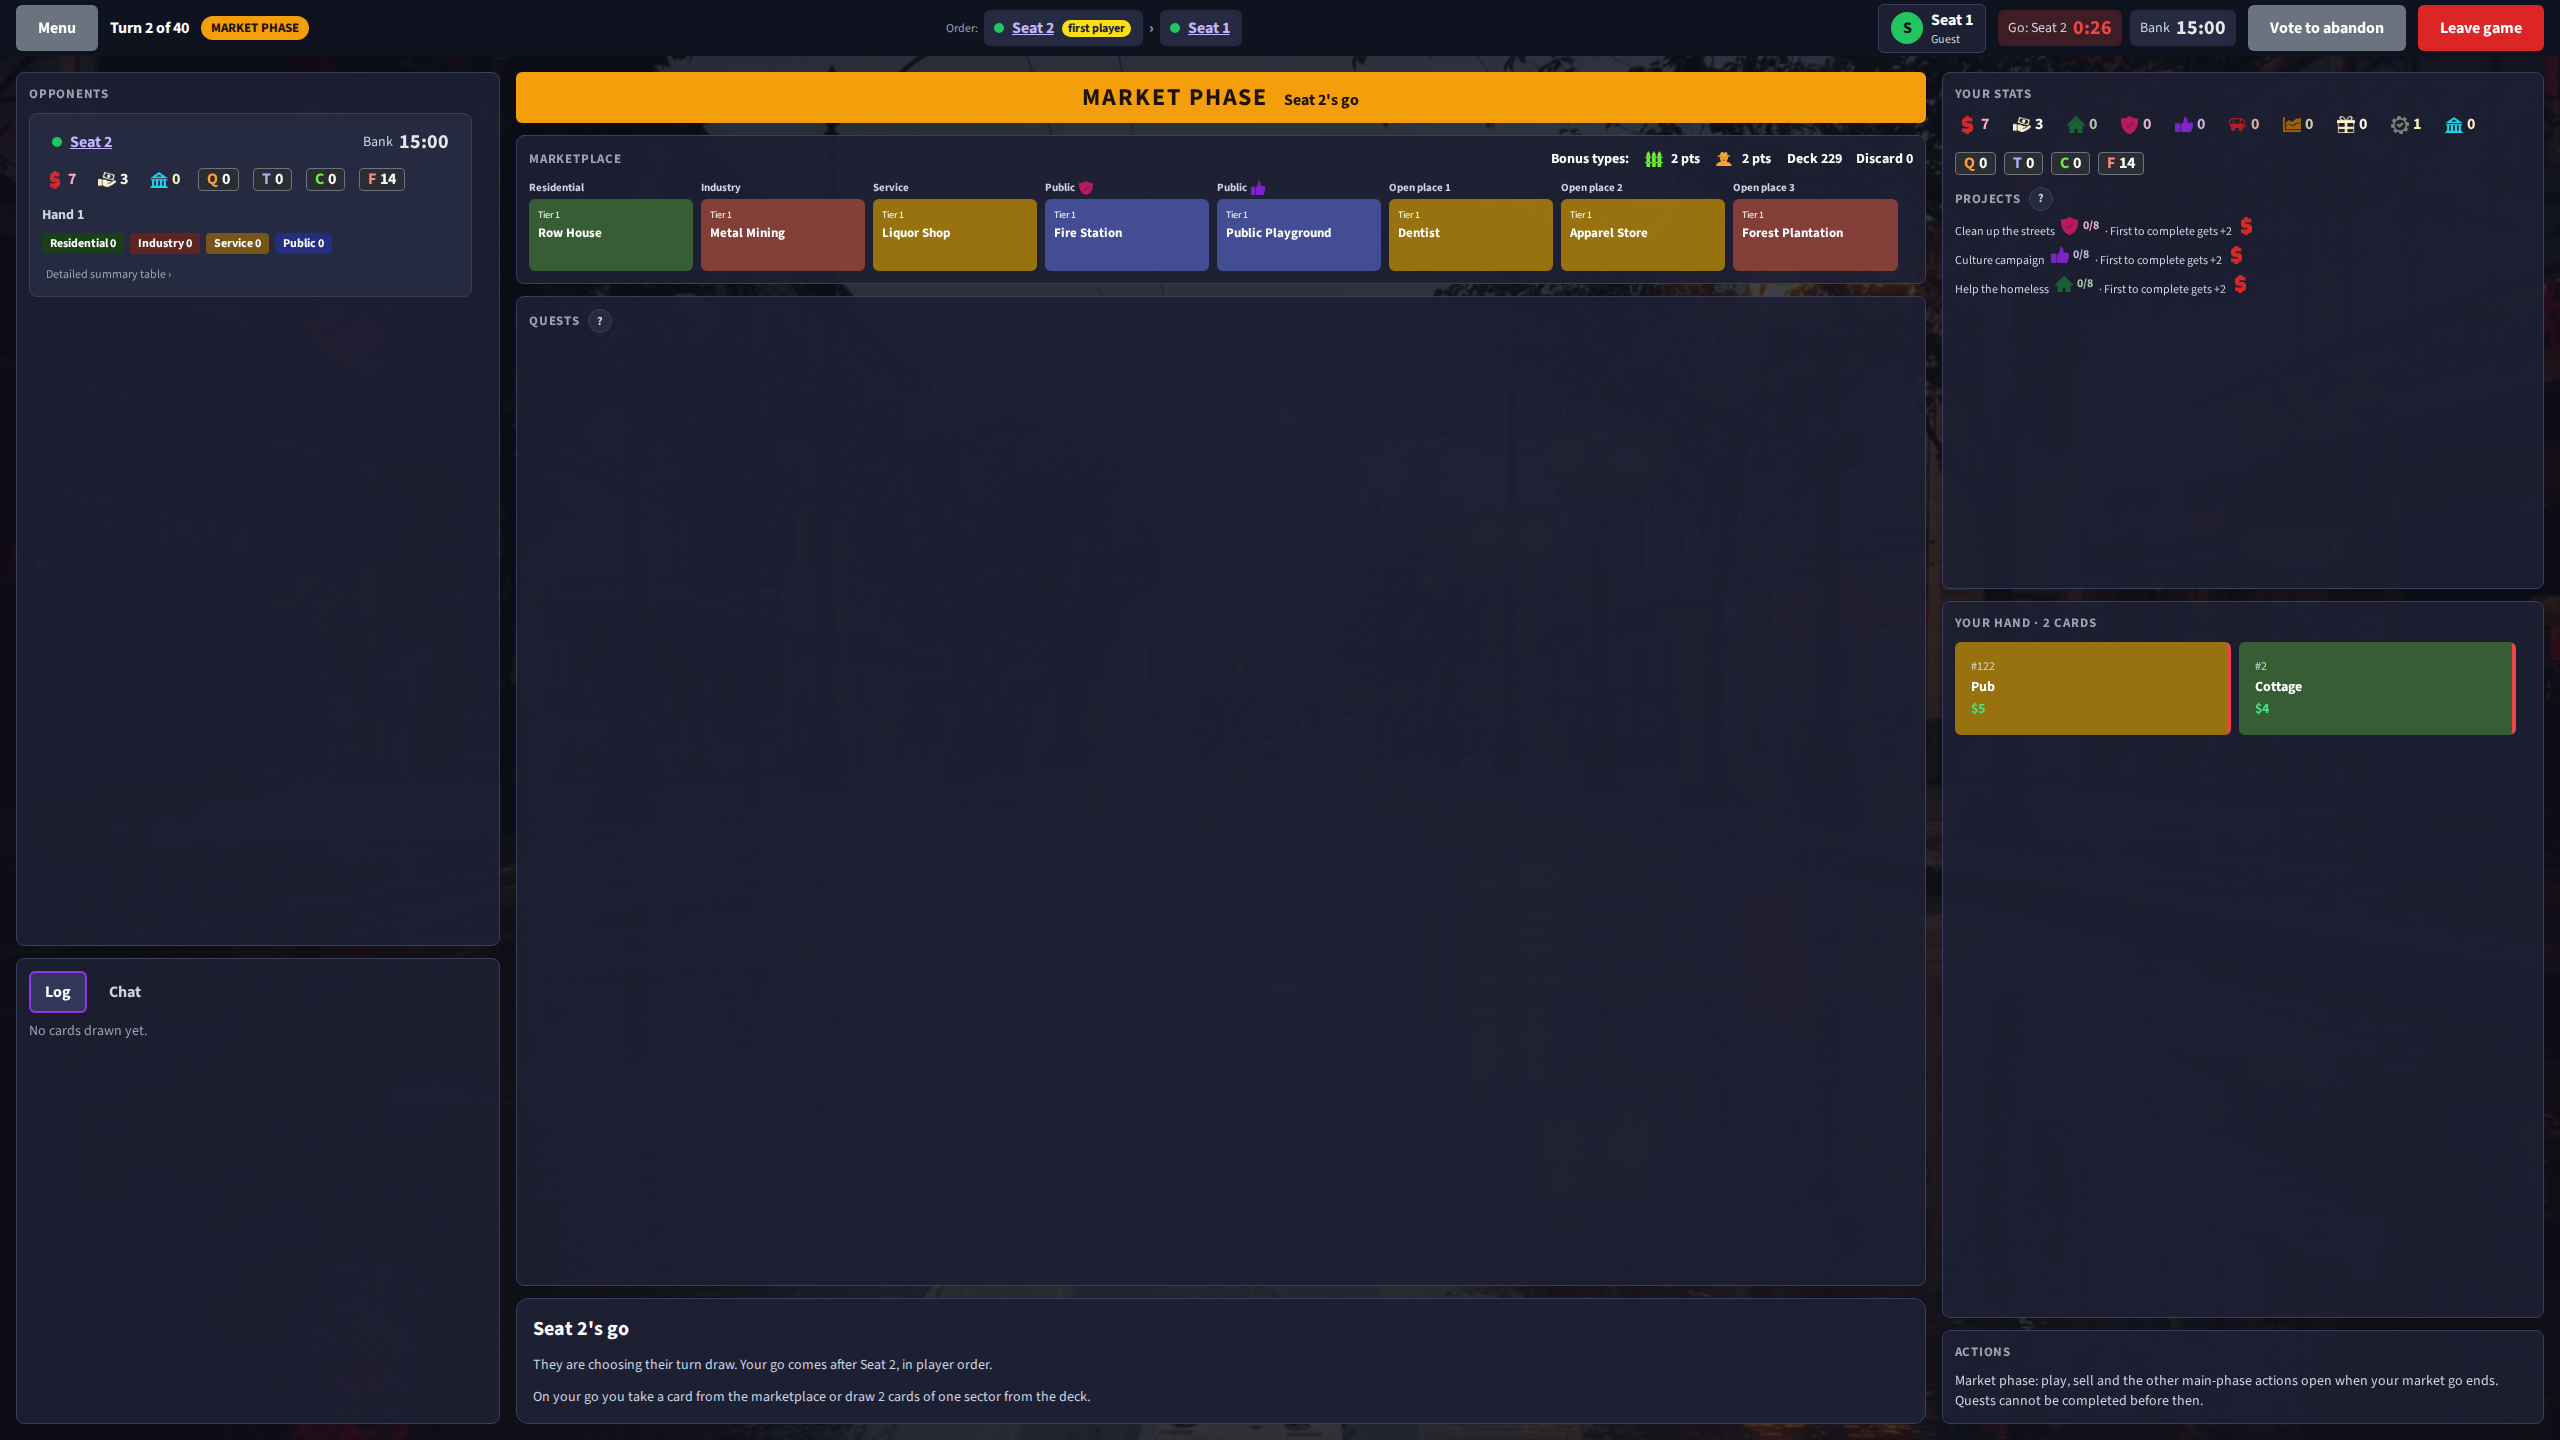 Menu Turn 2 of 40 MARKET PHASE Order: Seat 2 first player › Seat 1 S Seat 1 Guest Go: Seat 2 0:26 Bank 15:00 Vote to abandon Leave game
OPPONENTS
Seat 2 Bank 15:00
7 3 0 Q 0 T 0 C 0 F 14
Hand 1
Residential 0 Industry 0 Service 0 Public 0
Detailed summary table ›
Log Chat
No cards drawn yet.
MARKET PHASE Seat 2's go
MARKETPLACE Bonus types: 2 pts 2 pts Deck 229 Discard 0
Residential Industry Service Public Public Open place 1 Open place 2 Open place 3
Tier 1 Tier 1 Tier 1 Tier 1 Tier 1 Tier 1 Tier 1 Tier 1
Row House Metal Mining Liquor Shop Fire Station Public Playground Dentist Apparel Store Forest Plantation
QUESTS ?
Seat 2's go
They are choosing their turn draw. Your go comes after Seat 2, in player order.
On your go you take a card from the marketplace or draw 2 cards of one sector from the deck.
YOUR STATS
7 3 0 0 0 0 0 0 1 0
Q 0 T 0 C 0 F 14
PROJECTS ?
Clean up the streets 0/8 · First to complete gets +2
Culture campaign 0/8 · First to complete gets +2
Help the homeless 0/8 · First to complete gets +2
YOUR HAND · 2 CARDS
#122 #2
Pub Cottage
$5 $4
ACTIONS
Market phase: play, sell and the other main-phase actions open when your market go ends.
Quests cannot be completed before then.